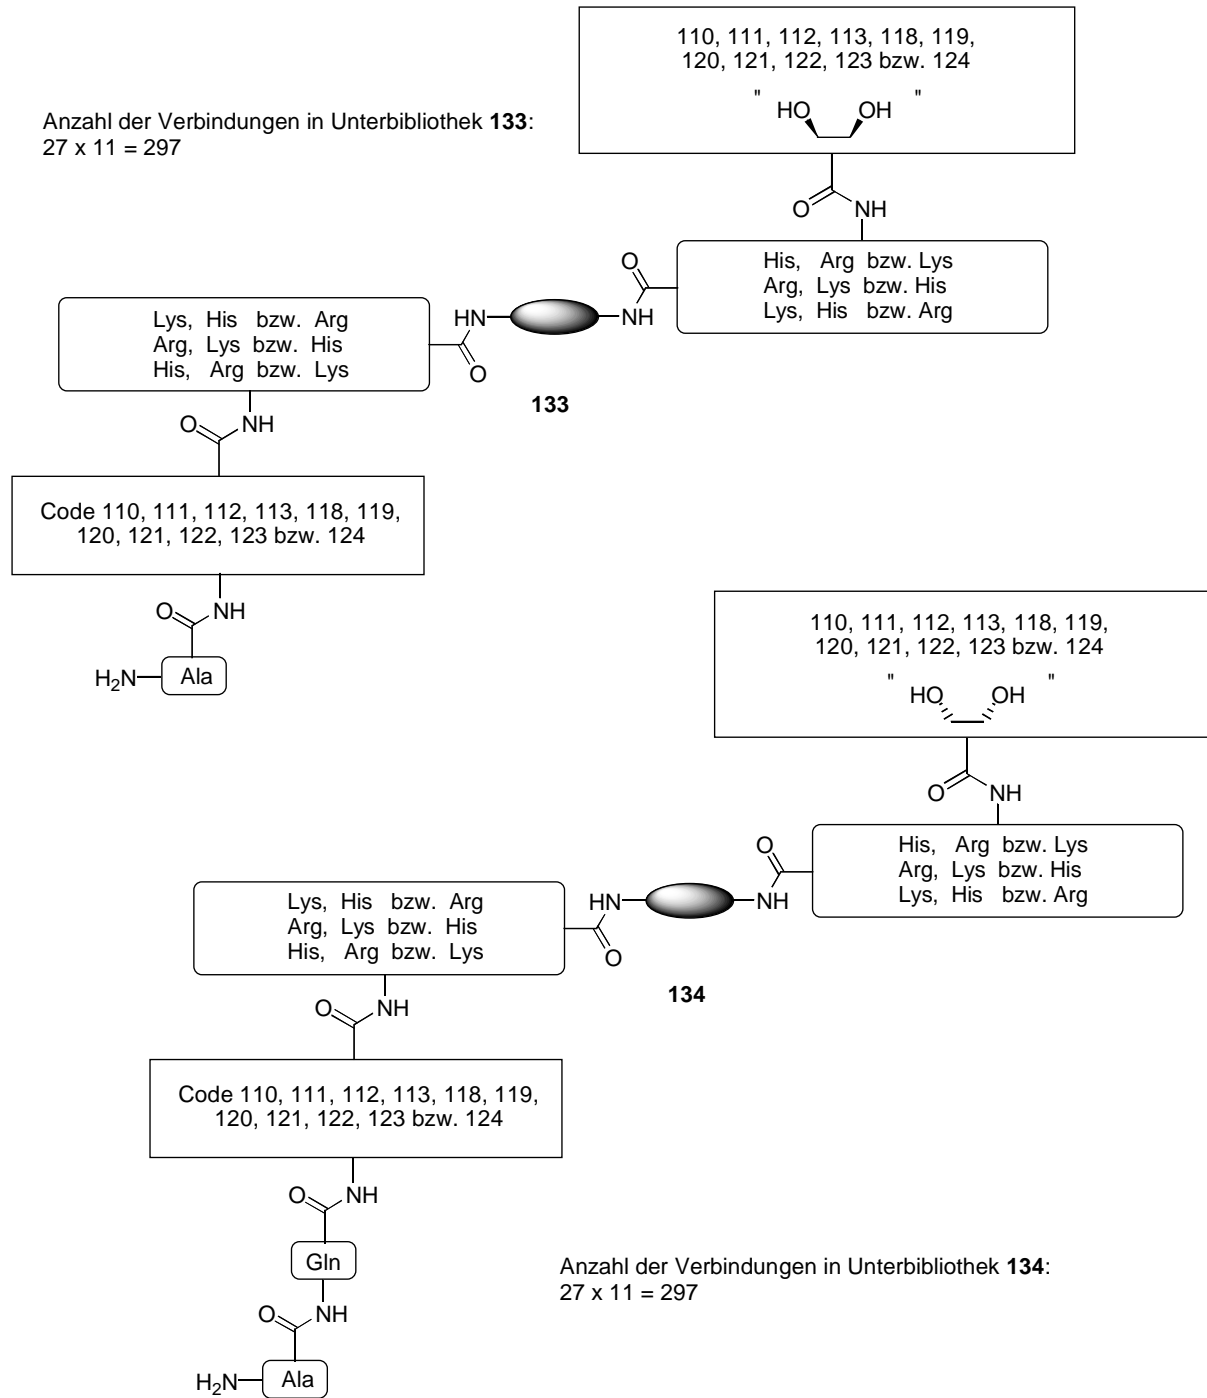 110, 111, 112, 113, 118, 119,
120, 121, 122, 123 bzw. 124
" HO OH "
Anzahl der Verbindungen in Unterbibliothek 133:
27 x 11 = 297
O NH
His, Arg bzw. Lys
Arg, Lys bzw. His
Lys, His bzw. Arg
O
HN NH
Lys, His bzw. Arg
Arg, Lys bzw. His
His, Arg bzw. Lys
O
133
O NH
Code 110, 111, 112, 113, 118, 119,
120, 121, 122, 123 bzw. 124
O NH
H2N Ala
110, 111, 112, 113, 118, 119,
120, 121, 122, 123 bzw. 124
" HO OH "
O NH
His, Arg bzw. Lys
Arg, Lys bzw. His
Lys, His bzw. Arg
O
HN NH
Lys, His bzw. Arg
Arg, Lys bzw. His
His, Arg bzw. Lys
O
134
O NH
Code 110, 111, 112, 113, 118, 119,
120, 121, 122, 123 bzw. 124
O NH
Gln
Anzahl der Verbindungen in Unterbibliothek 134:
27 x 11 = 297
O NH
H2N Ala